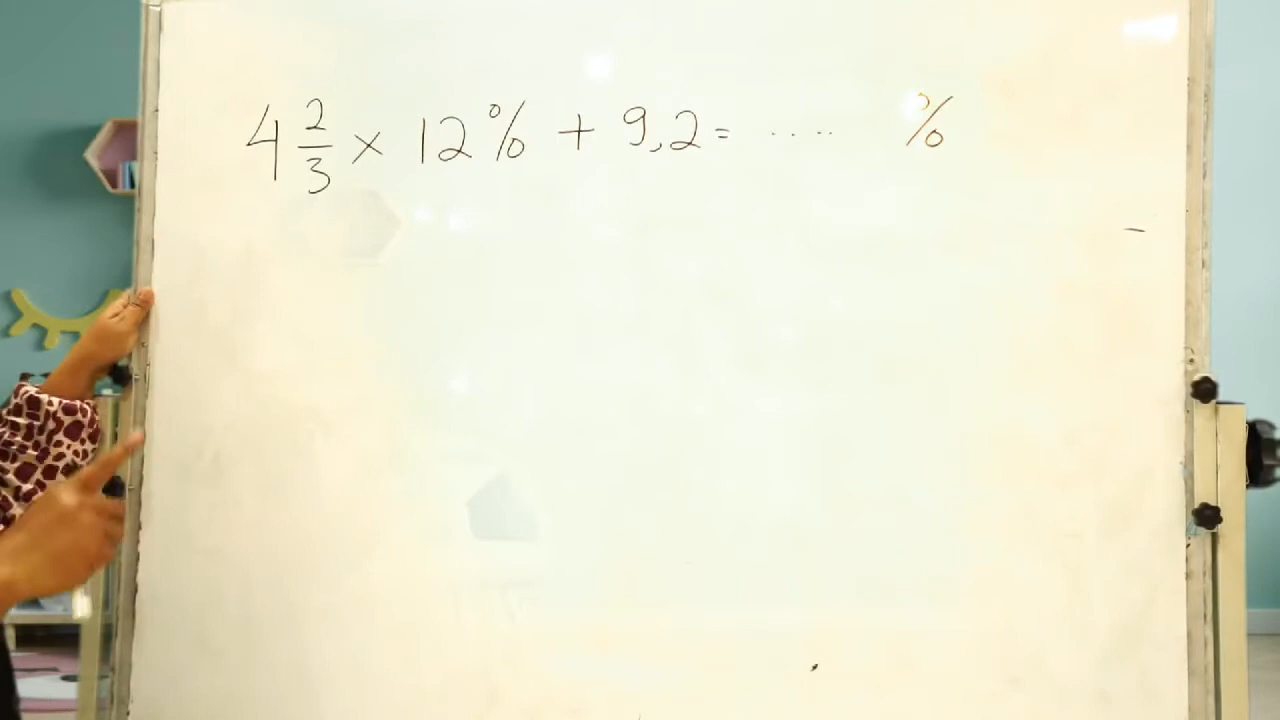 4 2/3 × 12% + 9,2 = ..... %